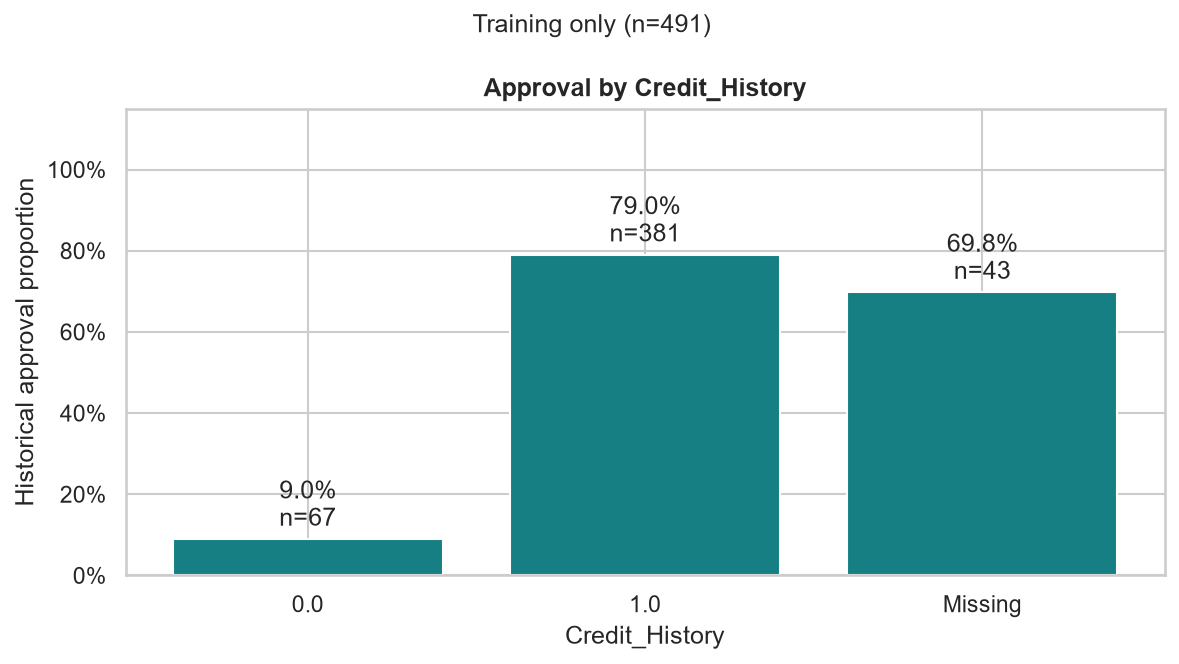 Training only (n=491)
Approval by Credit_History
Historical approval proportion
100%
80%
60%
40%
20%
0%
9.0%
n=67
79.0%
n=381
69.8%
n=43
0.0
1.0
Missing
Credit_History